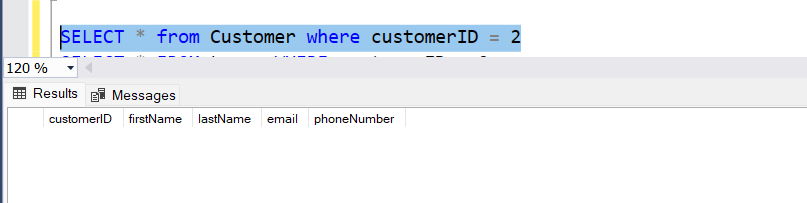 SELECT * from Customer where customerID = 2
120 %
Results Messages
customerID firstName lastName email phoneNumber